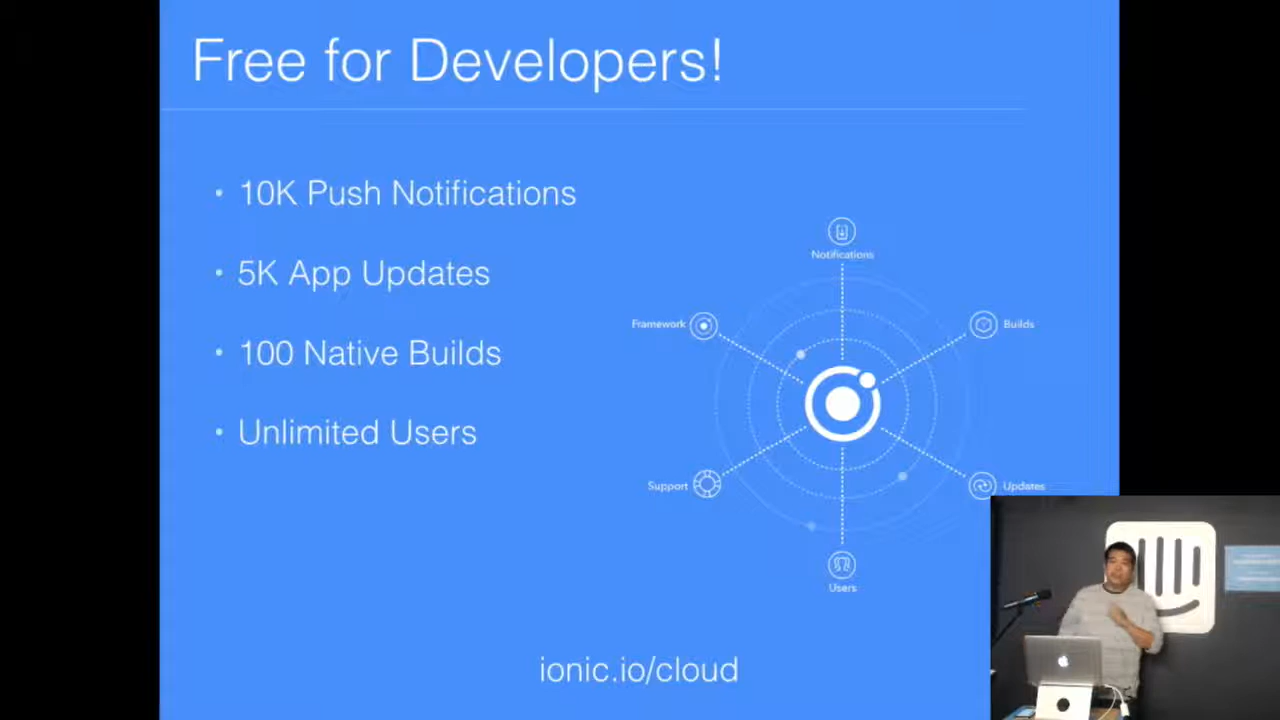 Free for Developers!
10K Push Notifications
5K App Updates
100 Native Builds
Unlimited Users
Notifications
Framework
Builds
Support
Updates
Users
ionic.io/cloud